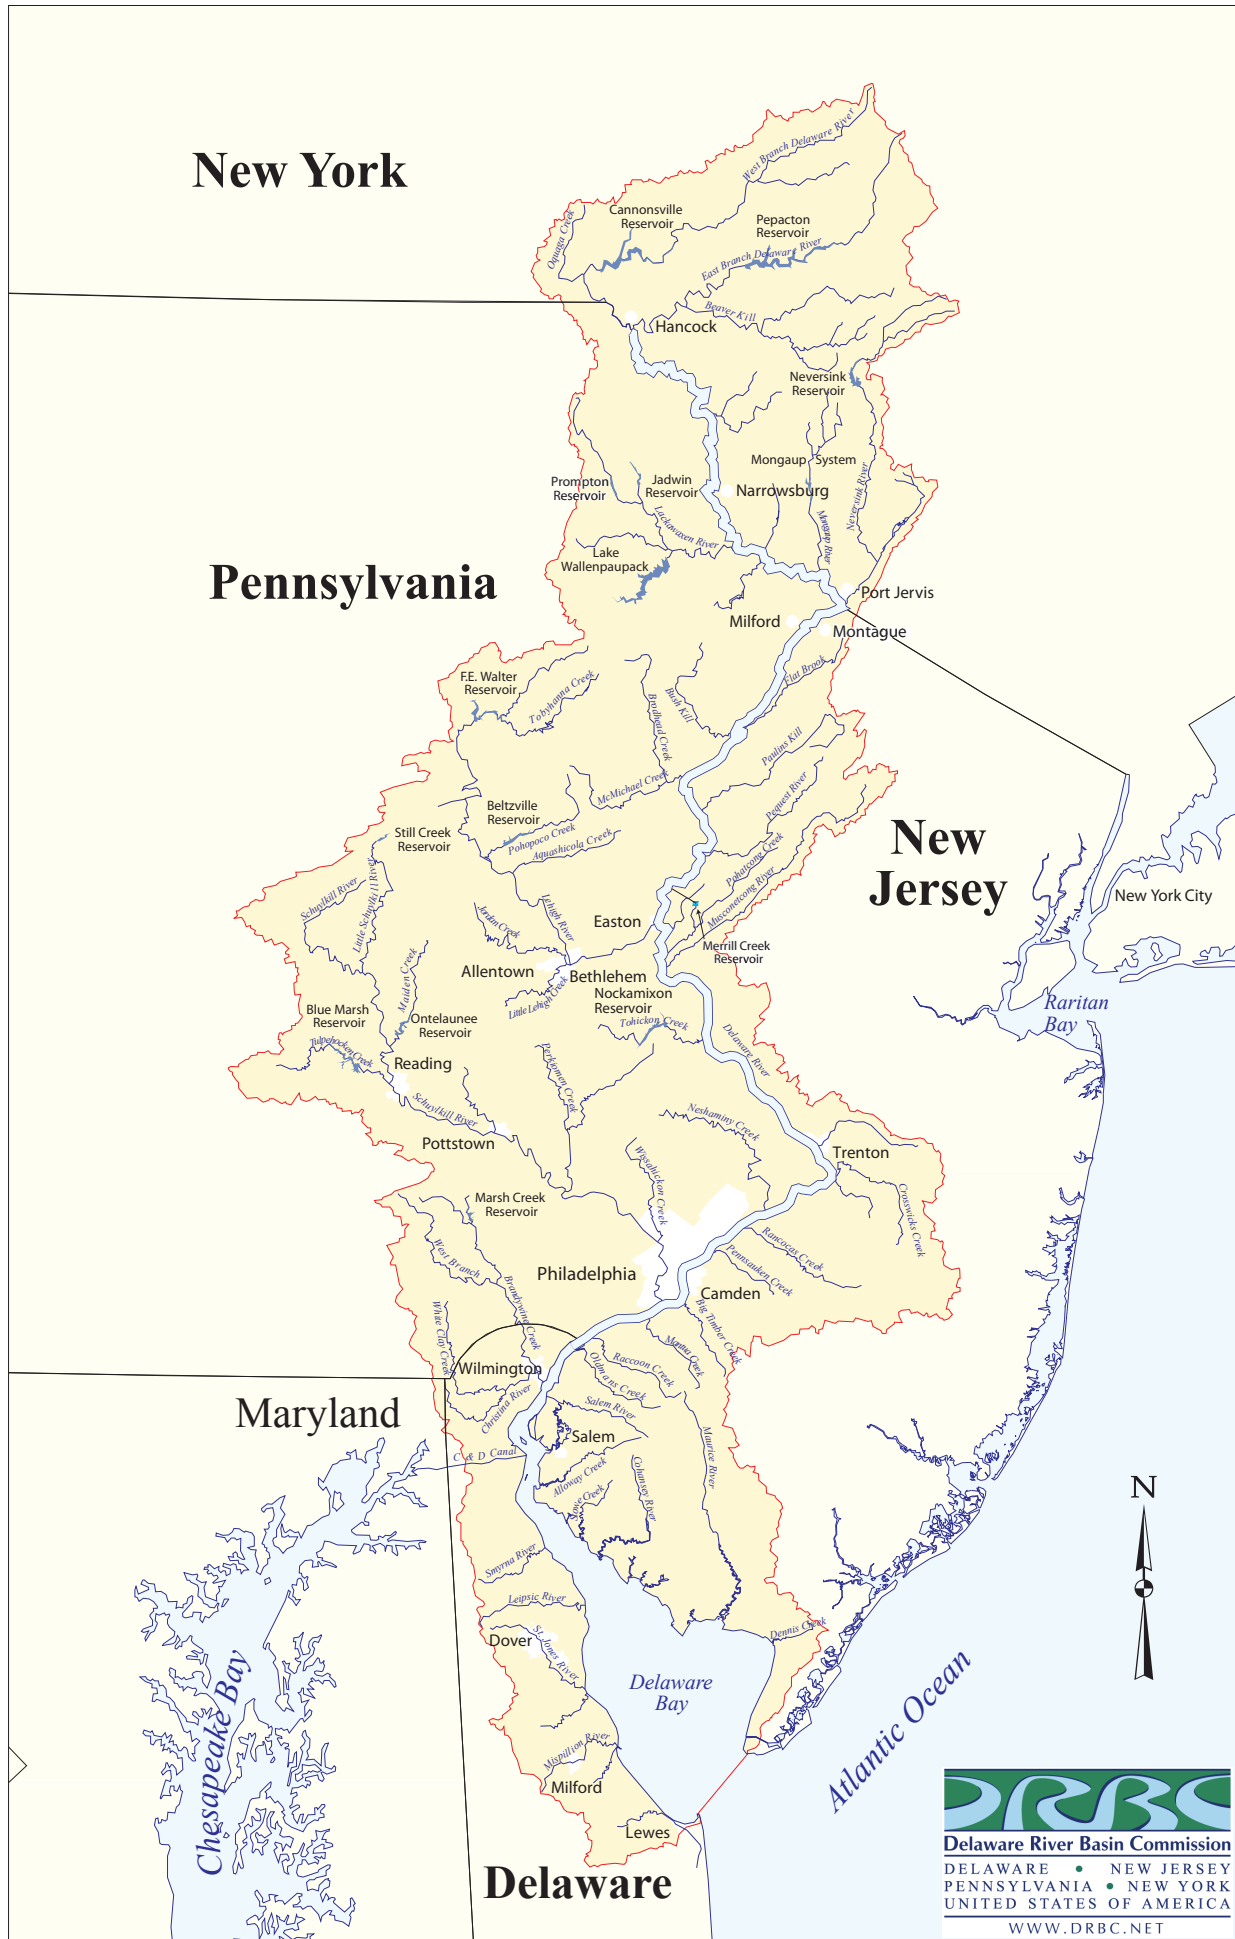 New York
West Branch Delaware River
Cannonsville
Reservoir
Oquaga Creek
Pepacton
Reservoir
East Branch Delaware River
Beaver Kill
Hancock
Neversink
Reservoir
Mongaup System
Prompton
Reservoir
Jadwin
Reservoir
Narrowsburg
Neversink River
Lackawaxen River
Mongaup River
Lake
Wallenpaupack
Pennsylvania
Port Jervis
Milford
Montague
Flat Brook
F.E. Walter
Reservoir
Tobyhanna Creek
Brodhead Creek
Bush Kill
Paulins Kill
McMichael Creek
Pequest River
Beltzville
Reservoir
Pohopoco Creek
Aquashicola Creek
Still Creek
Reservoir
New
Jersey
Pohatcong Creek
Musconetcong River
Schuylkill River
Little Schuylkill River
New York City
Jordan Creek
Lehigh River
Easton
Merrill Creek
Reservoir
Allentown
Bethlehem
Little Lehigh Creek
Nockamixon
Reservoir
Tohickon Creek
Maiden Creek
Blue Marsh
Reservoir
Ontelaunee
Reservoir
Raritan
Bay
Tulpehocken Creek
Reading
Delaware River
Perkiomen Creek
Schuylkill River
Neshaminy Creek
Pottstown
Trenton
Wissahickon Creek
Crosswicks Creek
Marsh Creek
Reservoir
West Branch
Rancocas Creek
Pennsauken Creek
Philadelphia
Camden
Brandywine Creek
White Clay Creek
Big Timber Creek
Mantua Creek
Wilmington
Raccoon Creek
Oldmans Creek
Maryland
Christina River
Salem River
Salem
C & D Canal
Alloway Creek
Stowe Creek
Cohansey River
Maurice River
N
Smyrna River
Leipsic River
Dennis Creek
Dover
St. Jones River
Delaware
Bay
Chesapeake Bay
Atlantic Ocean
Mispillion River
Milford
Lewes
Delaware
DRBC
Delaware River Basin Commission
DELAWARE • NEW JERSEY
PENNSYLVANIA • NEW YORK
UNITED STATES OF AMERICA
WWW.DRBC.NET